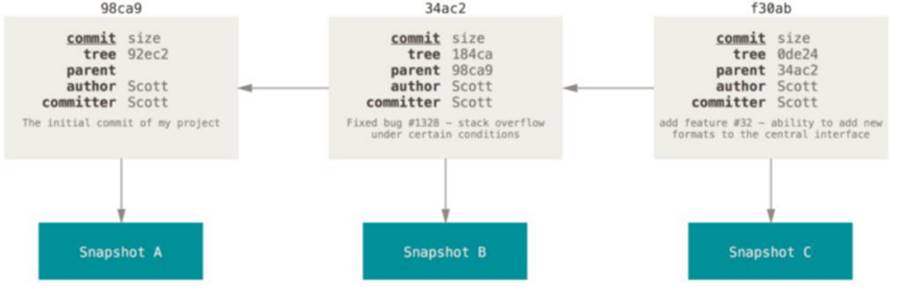 98ca9
commit size
tree 92ec2
parent
author Scott
committer Scott
The initial commit of my project
Snapshot A
34ac2
commit size
tree 184ca
parent 98ca9
author Scott
committer Scott
Fixed bug #1328 – stack overflow
under certain conditions
Snapshot B
f30ab
commit size
tree 0de24
parent 34ac2
author Scott
committer Scott
add feature #32 – ability to add new
formats to the central interface
Snapshot C